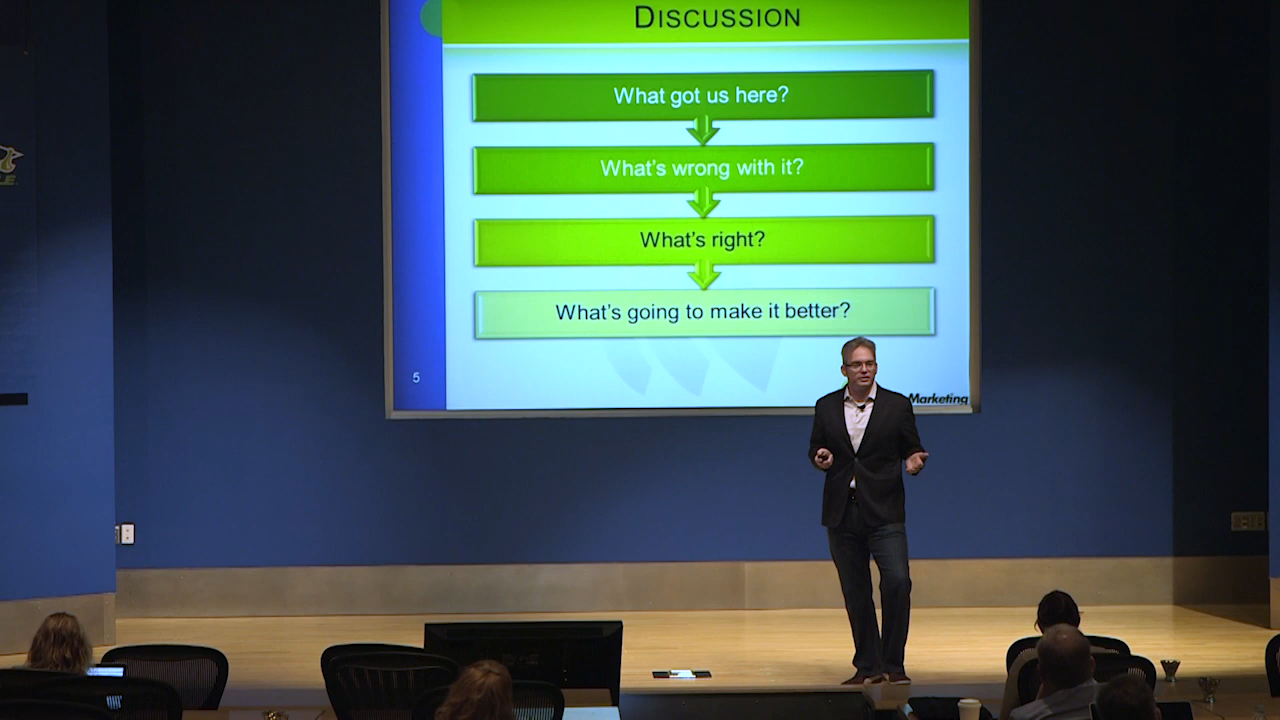 DISCUSSION
What got us here?
What's wrong with it?
What's right?
What's going to make it better?
5
Marketing